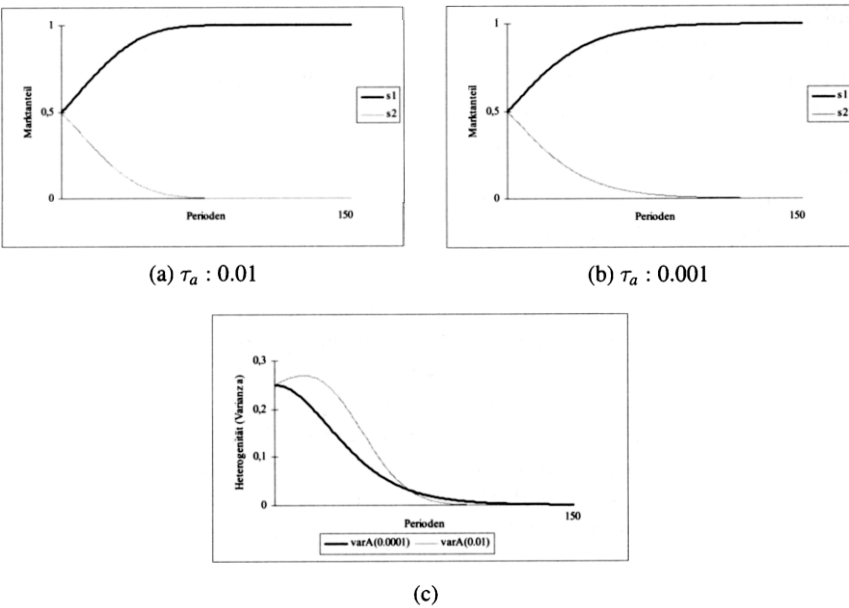 1
0,5
0
Marktanteil
Perioden
150
s1
s2
(a) τₐ : 0.01
1
0,5
0
Marktanteil
Perioden
150
s1
s2
(b) τₐ : 0.001
0,3
0,2
0,1
0
Heterogenität (Varianz a)
Perioden
150
varA(0.0001) varA(0.01)
(c)